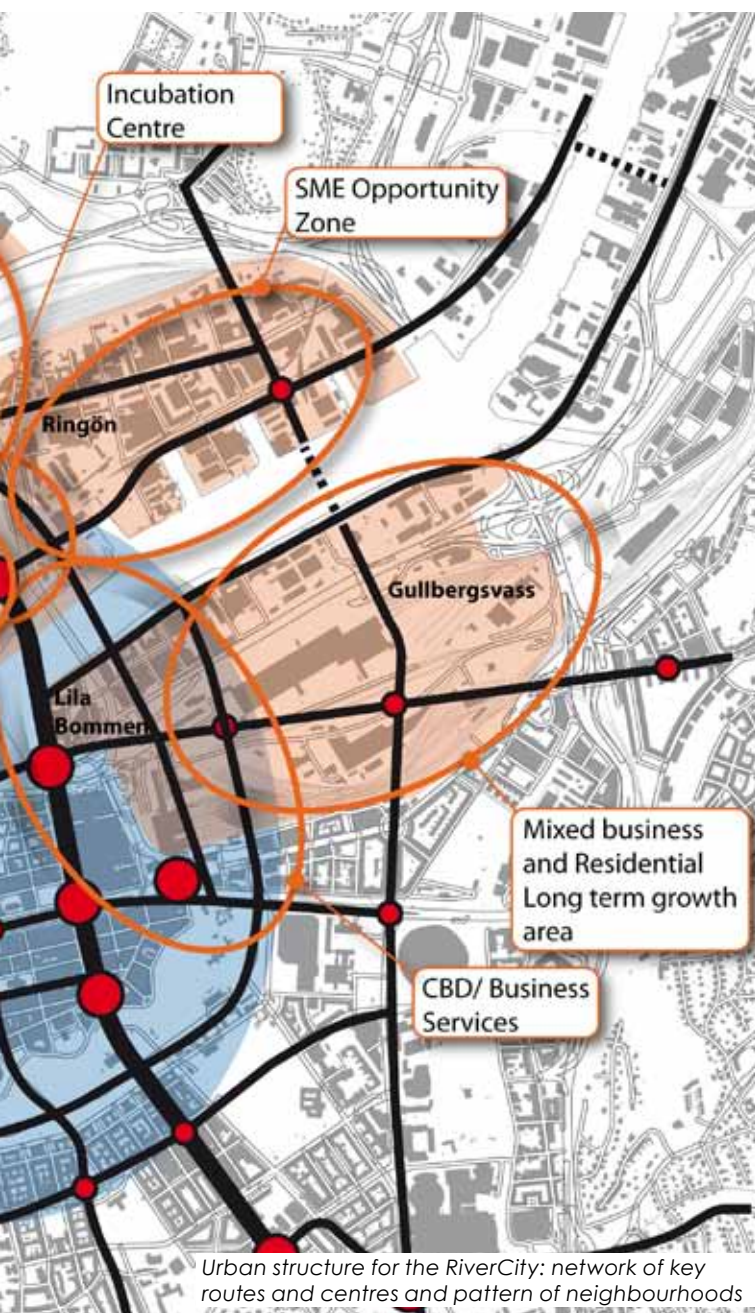 Incubation
Centre
SME Opportunity
Zone
Ringön
Gullbergsvass
Lila
Bommen
Mixed business
and Residential
Long term growth
area
CBD/ Business
Services
Urban structure for the RiverCity: network of key
routes and centres and pattern of neighbourhoods